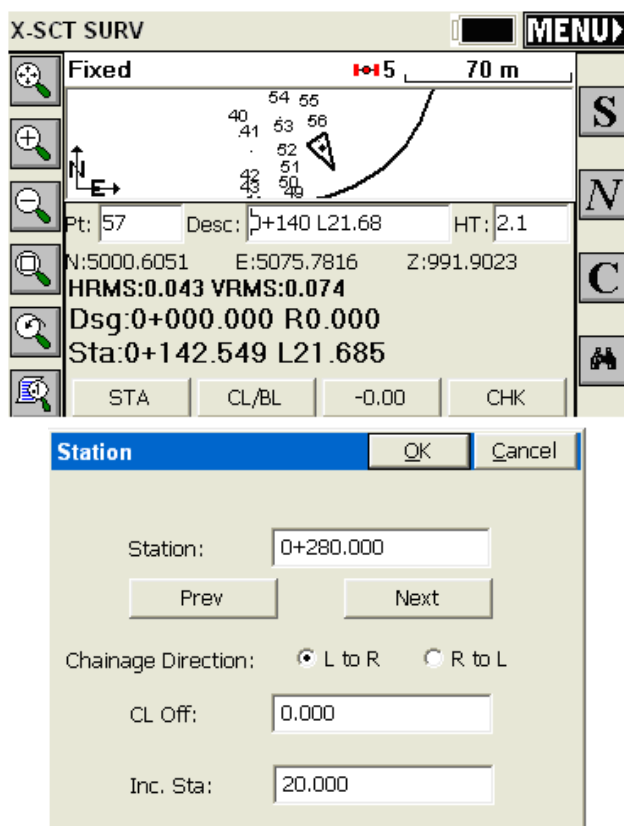 X-SCT SURV MENU
Fixed 5 70 m
54 55
40 53 56
41
52
42 51
43 50
49
N
E
S
N
C
Pt: 57 Desc: 0+140 L21.68 HT: 2.1
N:5000.6051 E:5075.7816 Z:991.9023
HRMS:0.043 VRMS:0.074
Dsg:0+000.000 R0.000
Sta:0+142.549 L21.685
STA CL/BL -0.00 CHK
Station OK Cancel
Station: 0+280.000
Prev Next
Chainage Direction: L to R R to L
CL Off: 0.000
Inc. Sta: 20.000